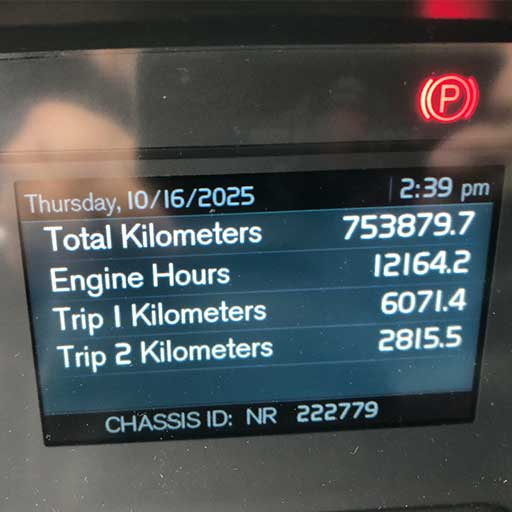 (P)
Thursday, 10/16/2025 2:39 pm
Total Kilometers 753879.7
Engine Hours 12164.2
Trip 1 Kilometers 6071.4
Trip 2 Kilometers 2815.5
CHASSIS ID: NR 222779